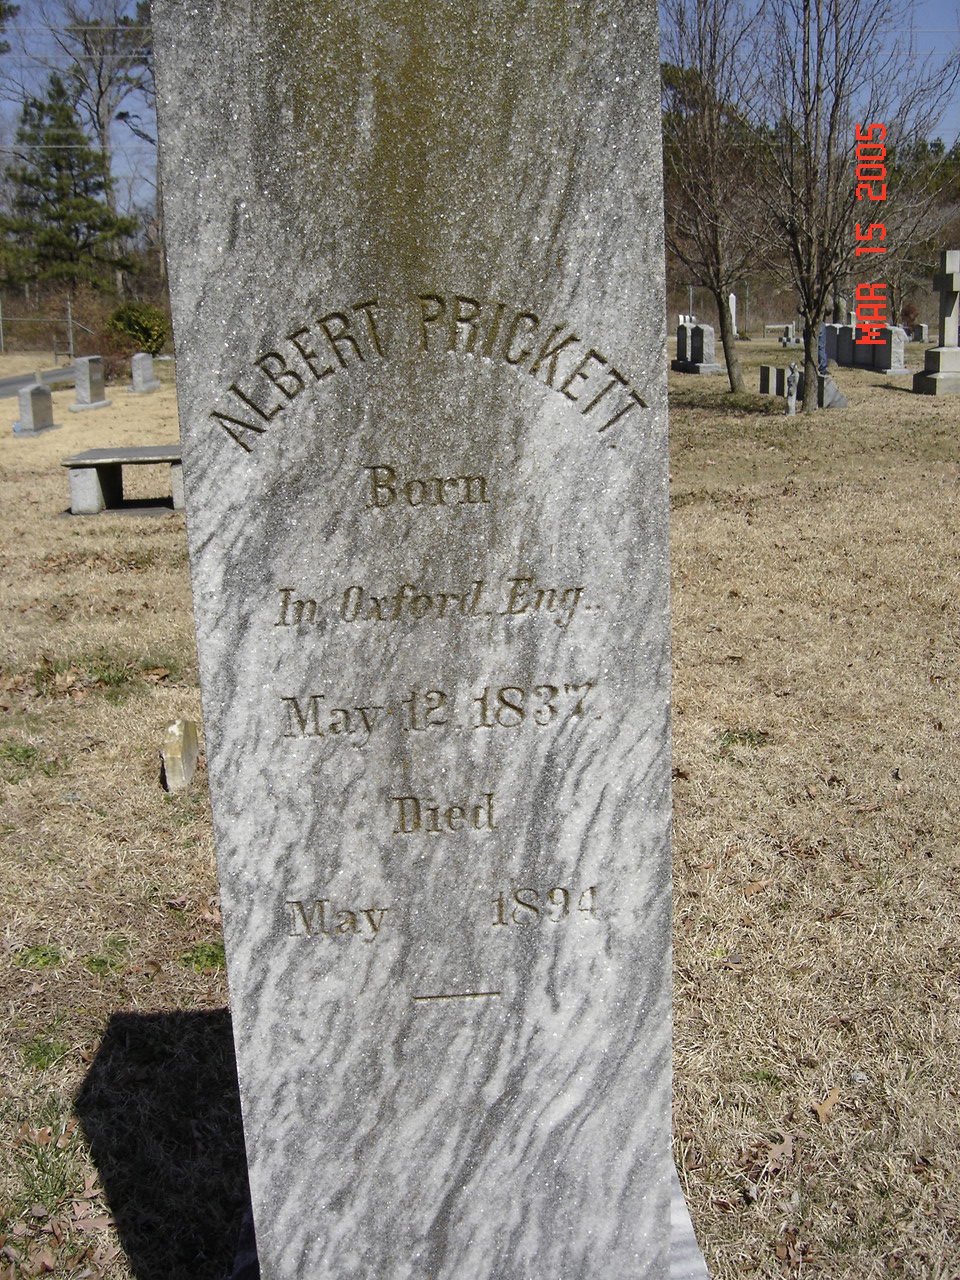 ALBERT PRICKETT
Born
In Oxford, Eng.
May 12, 1837.
Died
May 1894
MAR 15 2005